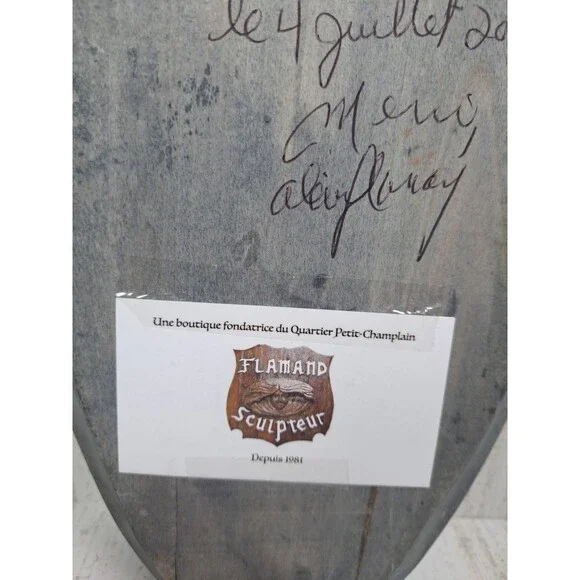 le 4 juillet 20
Merci
Une boutique fondatrice du Quartier Petit-Champlain
FLAMAND
Sculpteur
Depuis 1981